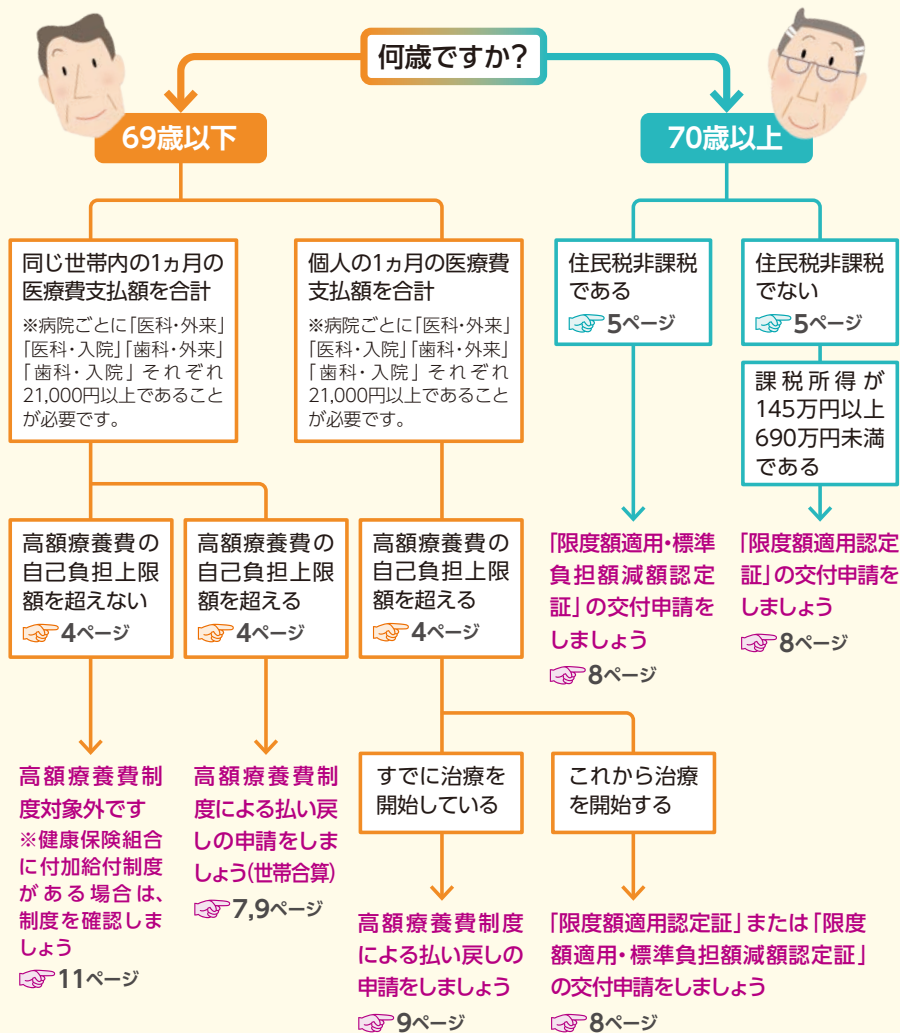 何歳ですか?
69歳以下
70歳以上
同じ世帯内の1ヵ月の
医療費支払額を合計
※病院ごとに「医科・外来」
「医科・入院」「歯科・外来」
「歯科・入院」それぞれ
21,000円以上であること
が必要です。
個人の1ヵ月の医療費
支払額を合計
※病院ごとに「医科・外来」
「医科・入院」「歯科・外来」
「歯科・入院」それぞれ
21,000円以上であること
が必要です。
住民税非課税
である
5ページ
住民税非課税
でない
5ページ
課税所得が
145万円以上
690万円未満
である
高額療養費の
自己負担上限
額を超えない
4ページ
高額療養費の
自己負担上限
額を超える
4ページ
高額療養費の
自己負担上限
額を超える
4ページ
「限度額適用・標準
負担額減額認定
証」の交付申請を
しましょう
8ページ
「限度額適用認定
証」の交付申請を
しましょう
8ページ
高額療養費制
度対象外です
※健康保険組合
に付加給付制度
がある場合は、
制度を確認しま
しょう
11ページ
高額療養費制
度による払い戻
しの申請をしま
しょう(世帯合算)
7,9ページ
すでに治療を
開始している
これから治療
を開始する
高額療養費制度
による払い戻しの
申請をしましょう
9ページ
「限度額適用認定証」または「限度
額適用・標準負担額減額認定証」
の交付申請をしましょう
8ページ